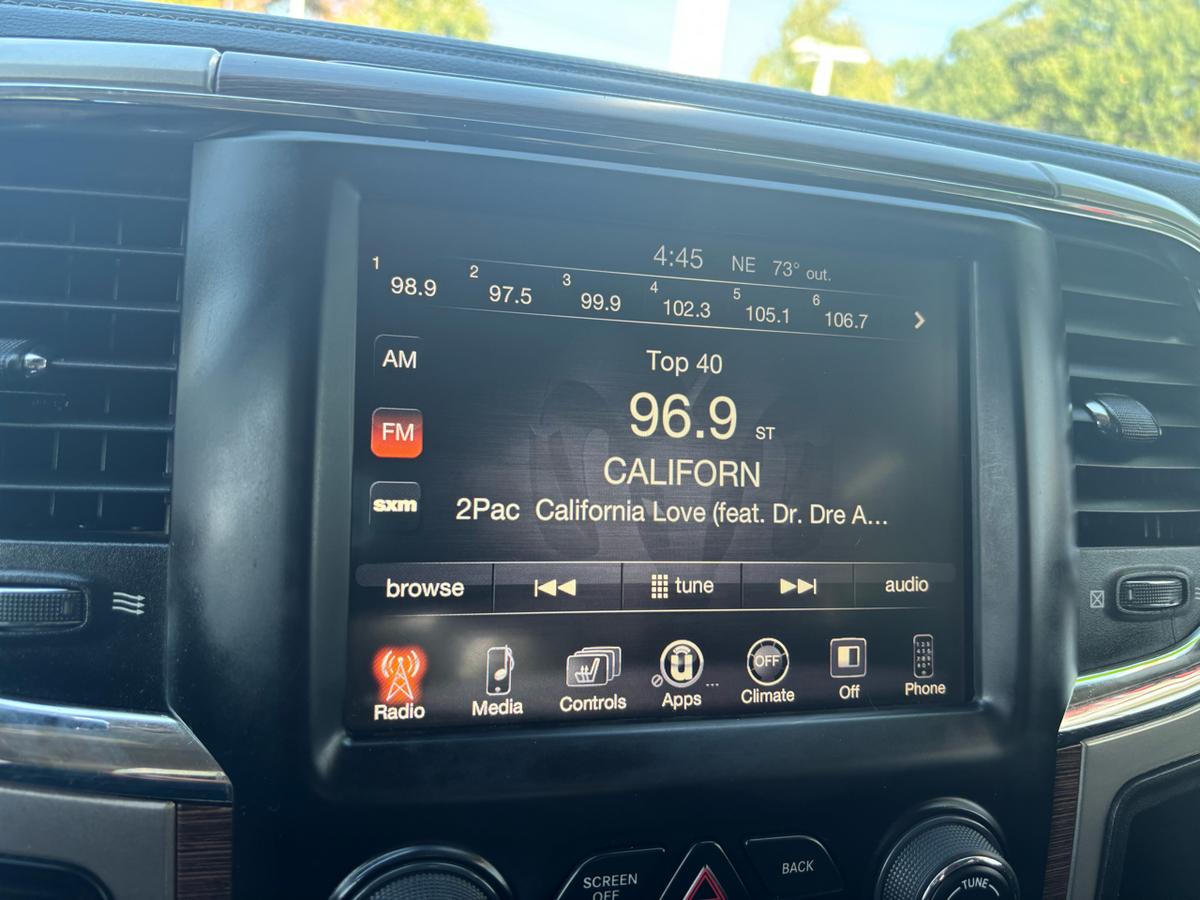 4:45 NE 73° out.
1 98.9 2 97.5 3 99.9 4 102.3 5 105.1 6 106.7
AM
Top 40
FM
96.9 ST
CALIFORN
sxm
2Pac California Love (feat. Dr. Dre A...
browse tune audio
OFF
Radio Media Controls Apps Climate Off Phone
SCREEN
OFF
BACK
TUNE